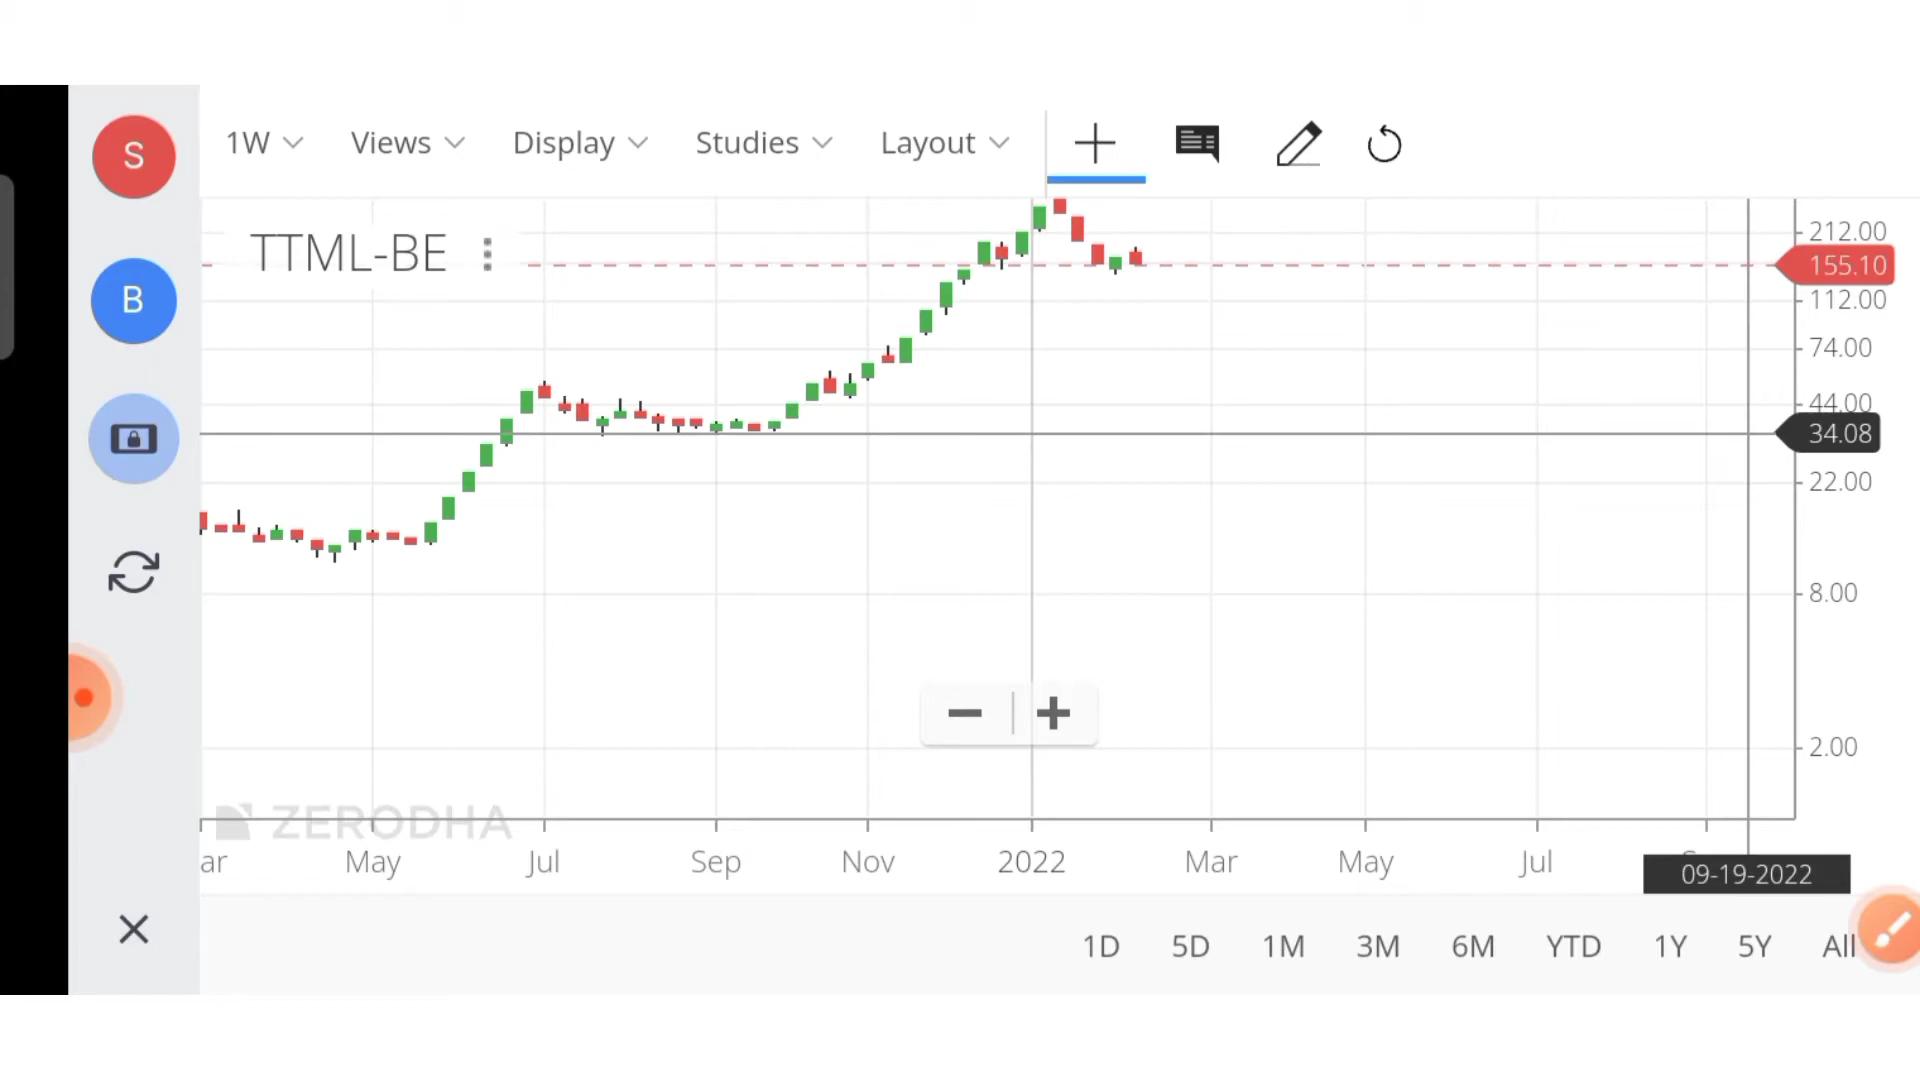 S
1W Views Display Studies Layout
B
TTML-BE
212.00
155.10
112.00
74.00
44.00
34.08
22.00
8.00
2.00
ZERODHA
ar May Jul Sep Nov 2022 Mar May Jul
09-19-2022
1D 5D 1M 3M 6M YTD 1Y 5Y All